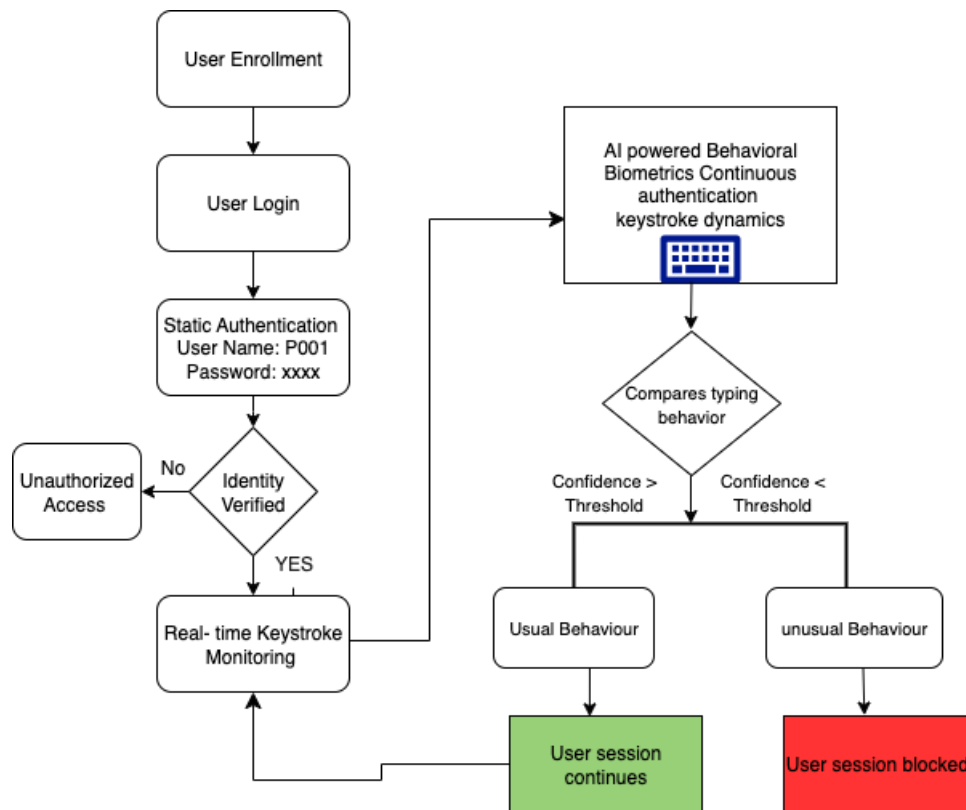 User Enrollment
User Login
Static Authentication
User Name: P001
Password: xxxx
No
Unauthorized
Access
Identity
Verified
YES
Real- time Keystroke
Monitoring
AI powered Behavioral
Biometrics Continuous
authentication
keystroke dynamics
Compares typing
behavior
Confidence >
Threshold
Confidence <
Threshold
Usual Behaviour
unusual Behaviour
User session
continues
User session blocked